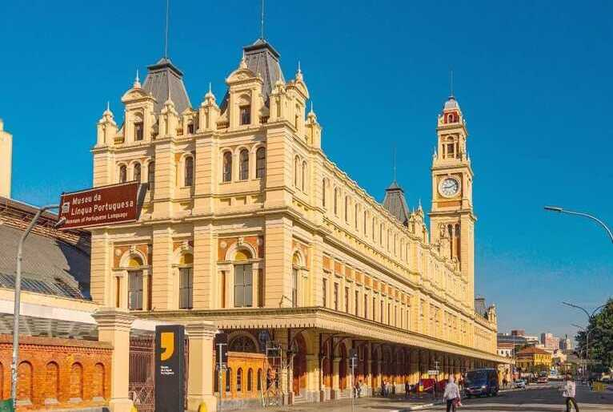 Museu da
Língua Portuguesa
Museum of Portuguese Language